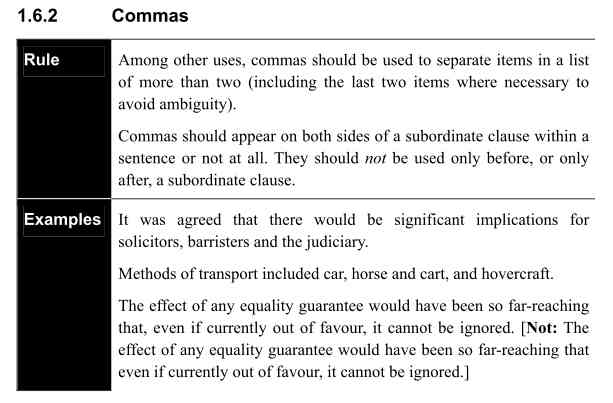 1.6.2 Commas
Rule
Among other uses, commas should be used to separate items in a list
of more than two (including the last two items where necessary to
avoid ambiguity).
Commas should appear on both sides of a subordinate clause within a
sentence or not at all. They should not be used only before, or only
after, a subordinate clause.
Examples
It was agreed that there would be significant implications for
solicitors, barristers and the judiciary.
Methods of transport included car, horse and cart, and hovercraft.
The effect of any equality guarantee would have been so far-reaching
that, even if currently out of favour, it cannot be ignored. [Not: The
effect of any equality guarantee would have been so far-reaching that
even if currently out of favour, it cannot be ignored.]